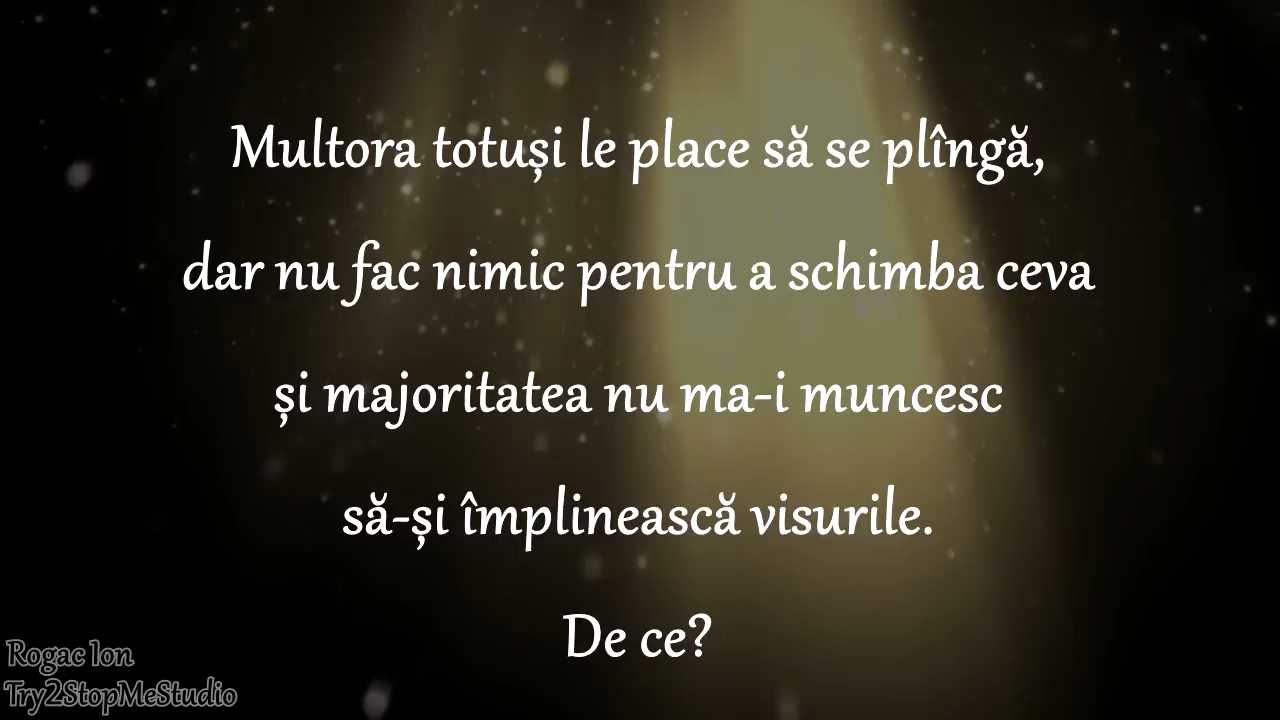 Multora totuși le place să se plîngă,
dar nu fac nimic pentru a schimba ceva
și majoritatea nu ma-i muncesc
să-și împlinească visurile.
De ce?
Rogac Ion
Try2StopMeStudio